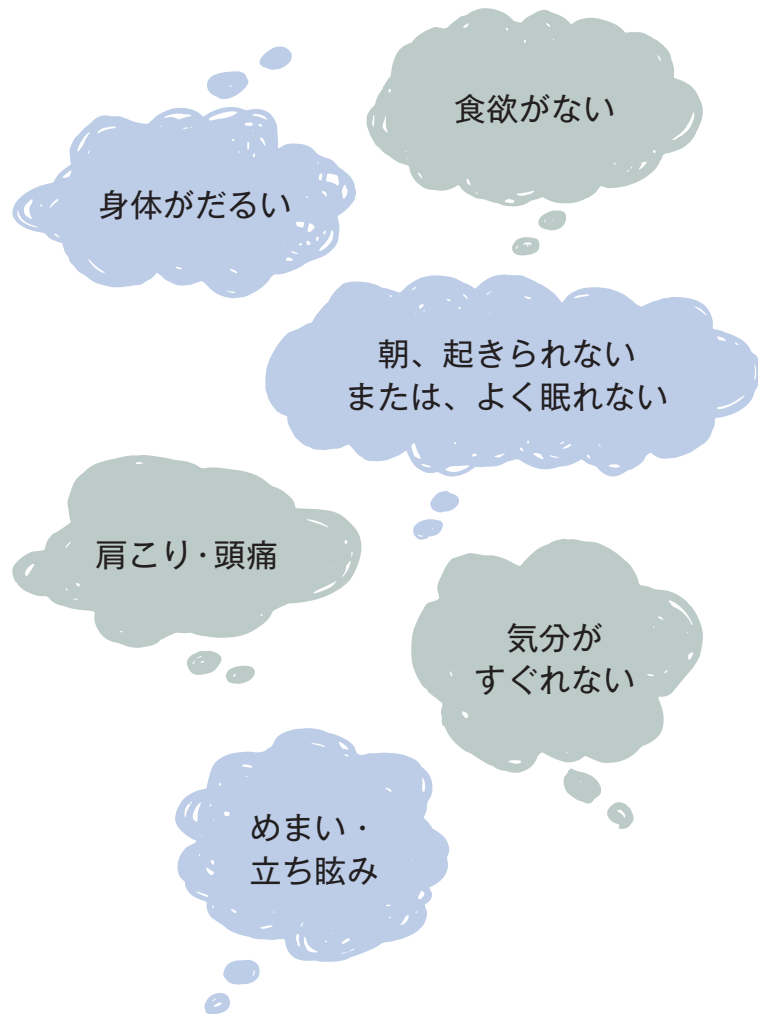 食欲がない
身体がだるい
朝、起きられない
または、よく眠れない
肩こり・頭痛
気分が
すぐれない
めまい・
立ち眩み